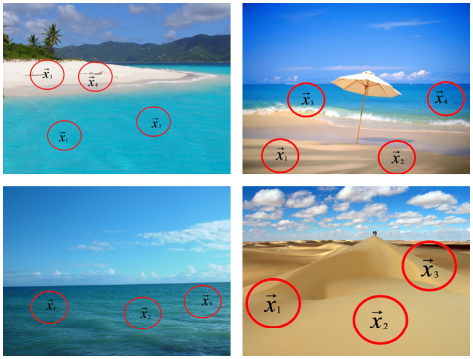 x⃗₃ x⃗₄
x⃗₁ x⃗₂
x⃗₃ x⃗₄
x⃗₁ x⃗₂
x⃗₁ x⃗₂ x⃗₃
x⃗₁ x⃗₂ x⃗₃